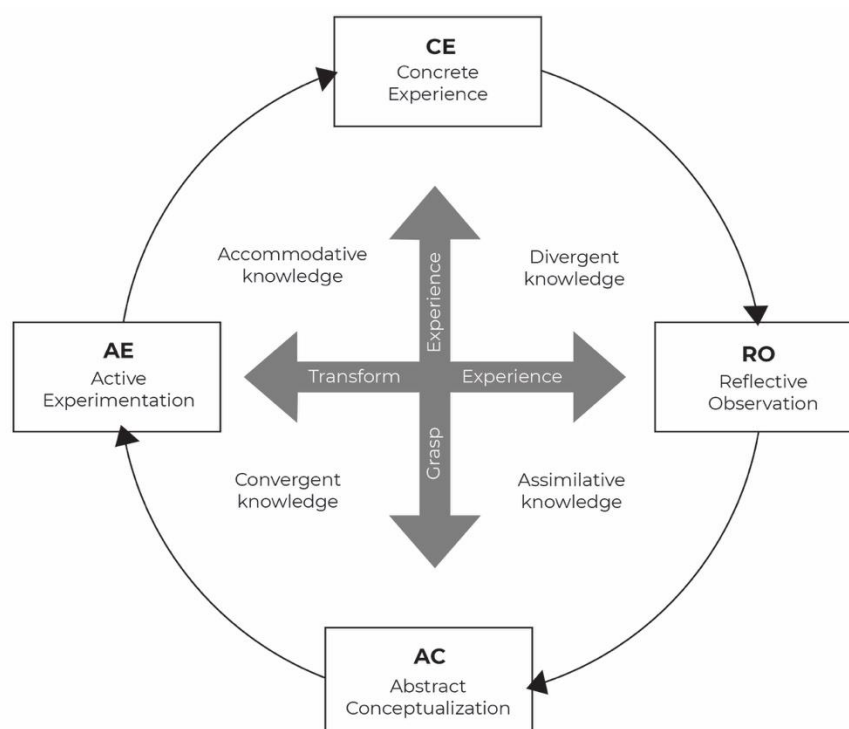 CE
Concrete
Experience
Accommodative
knowledge
Divergent
knowledge
Experience
AE
Active
Experimentation
Transform
Experience
RO
Reflective
Observation
Grasp
Convergent
knowledge
Assimilative
knowledge
AC
Abstract
Conceptualization